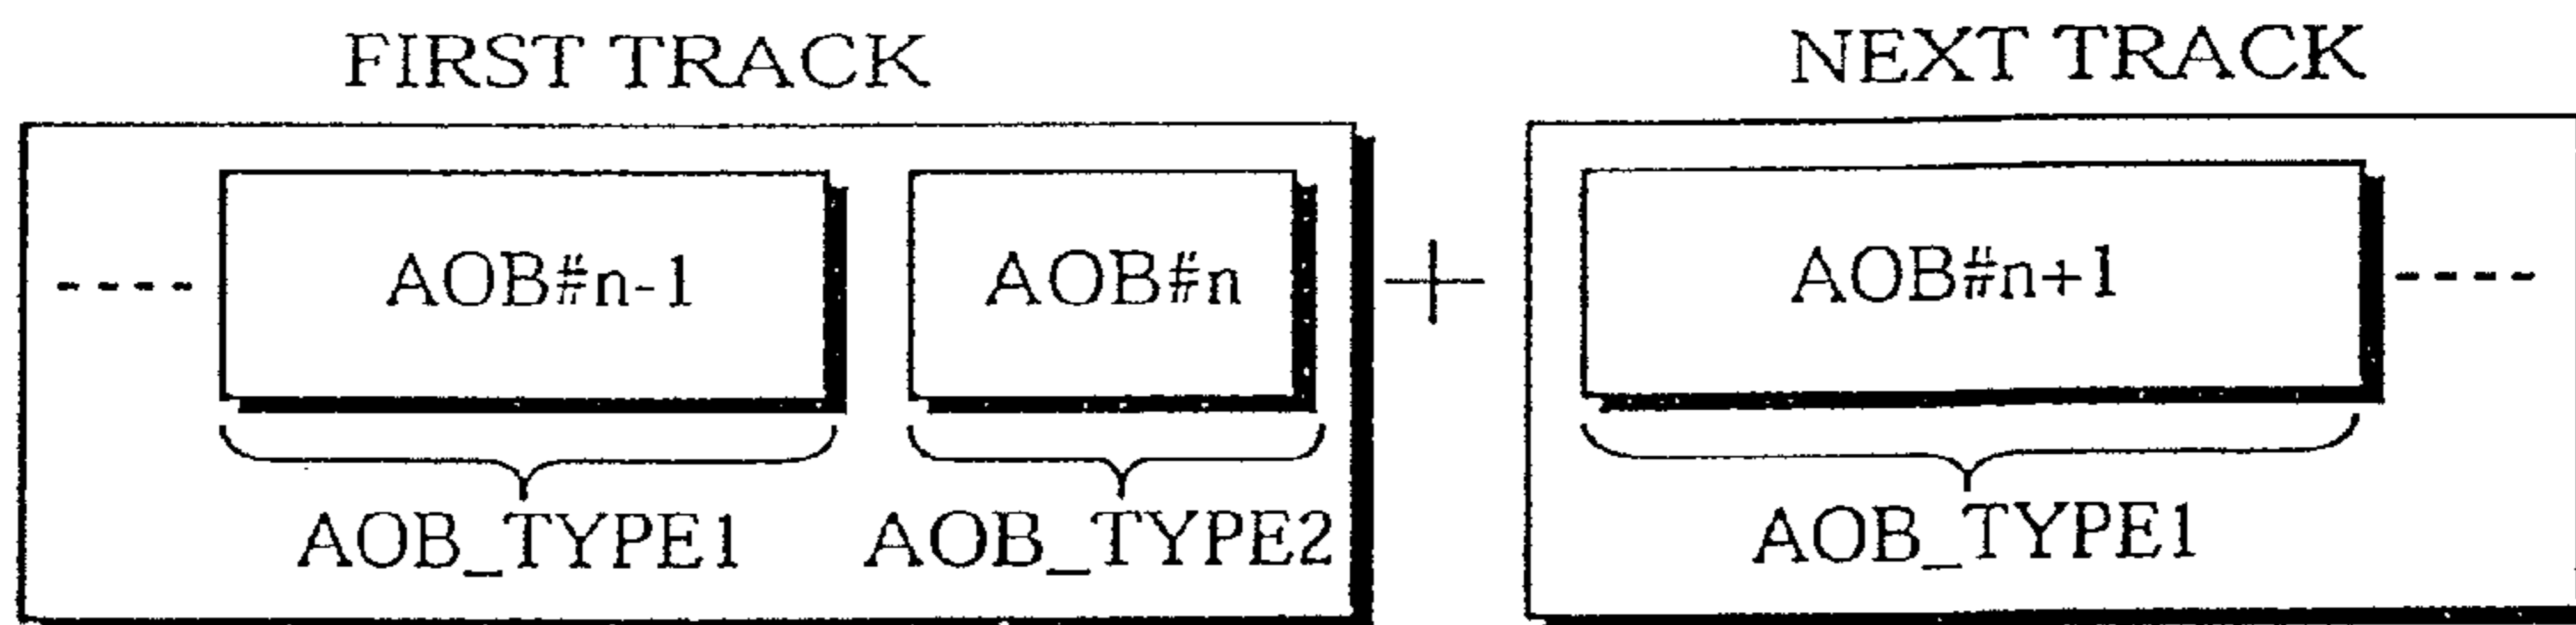 FIRST TRACK
NEXT TRACK
AOB#n-1
AOB#n
+
AOB#n+1
AOB_TYPE1
AOB_TYPE2
AOB_TYPE1